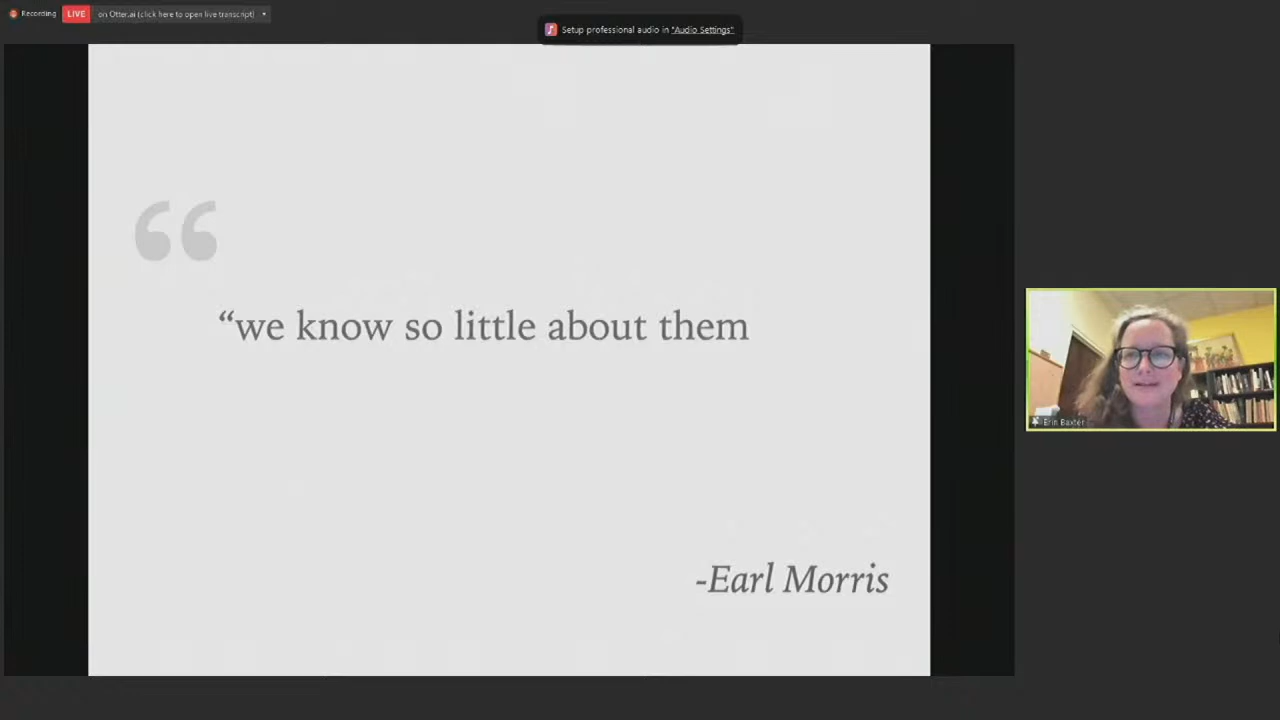 Recording
LIVE
on Otter.ai (click here to open live transcript)
Setup professional audio in "Audio Settings"
“
“we know so little about them
-Earl Morris
Erin Baxter